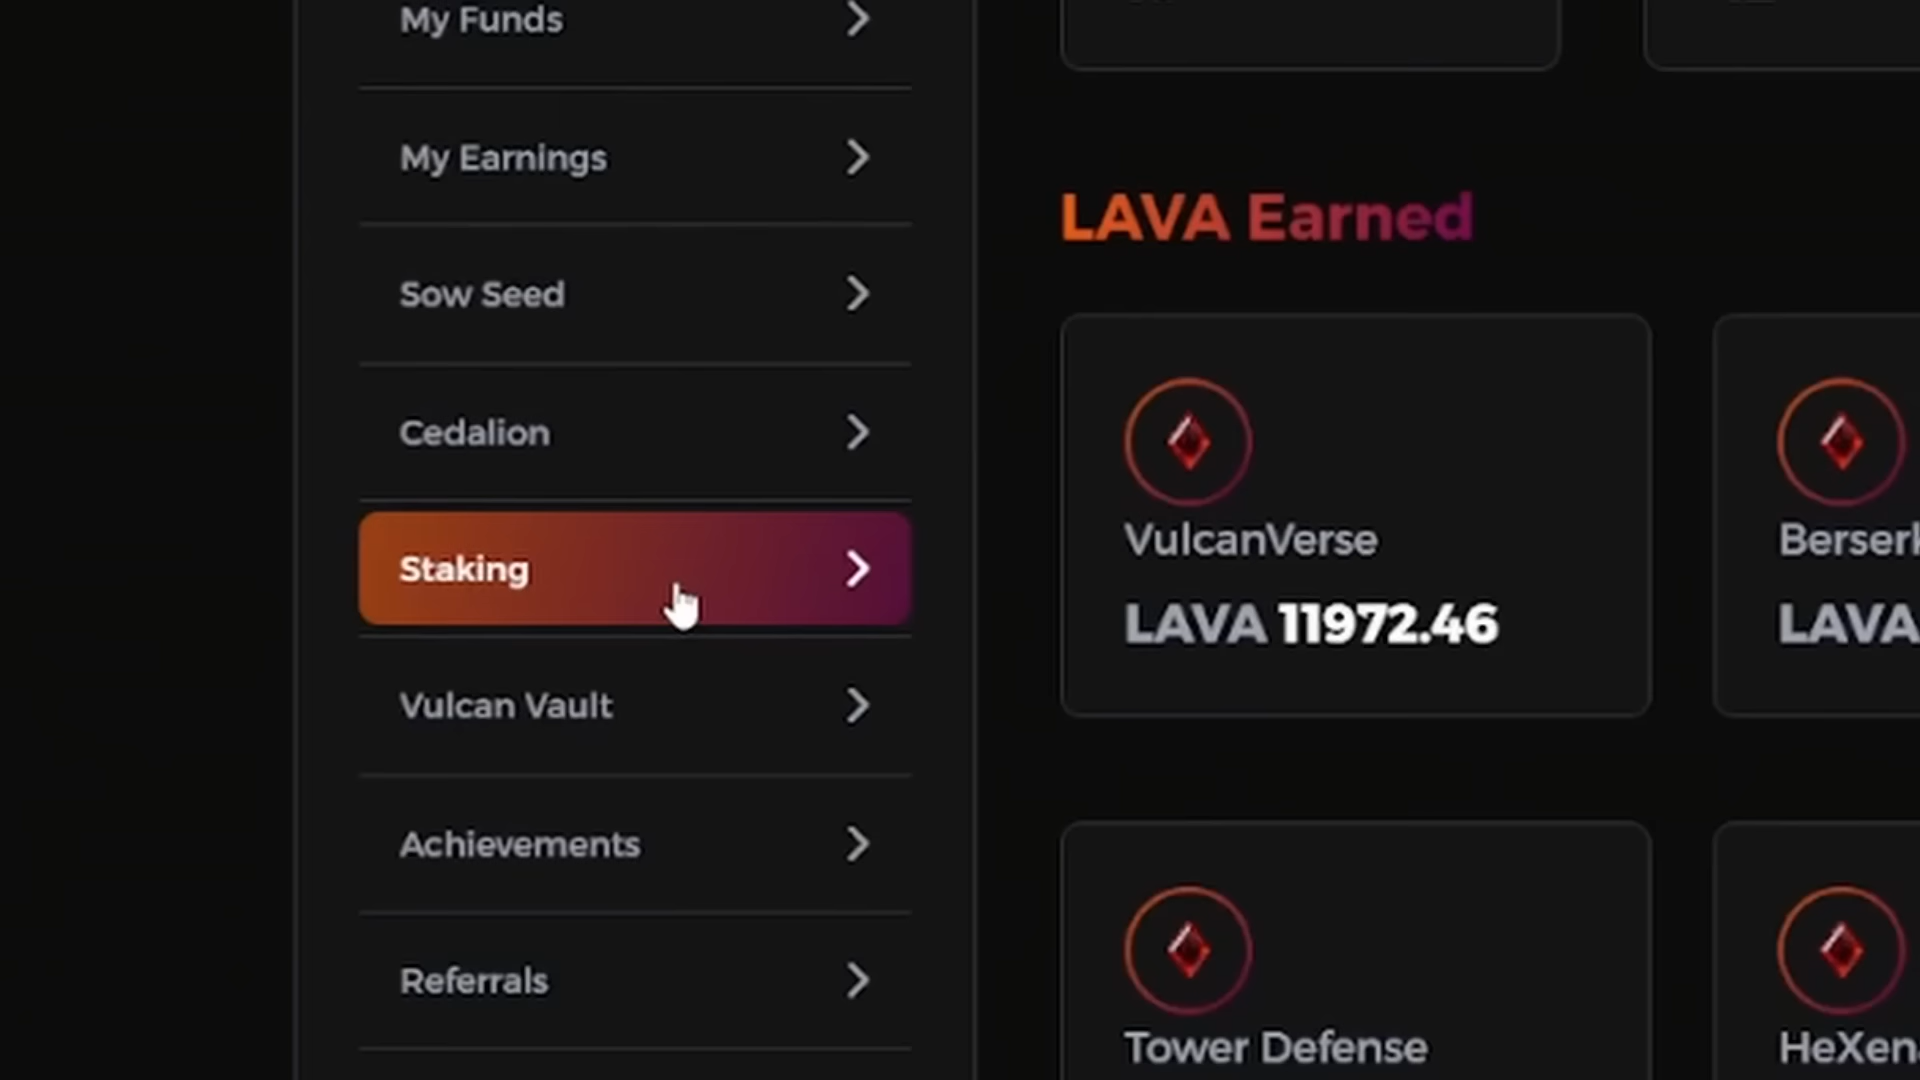 My Funds
My Earnings
Sow Seed
Cedalion
Staking
Vulcan Vault
Achievements
Referrals
LAVA Earned
VulcanVerse
LAVA 11972.46
LAVA
Tower Defense